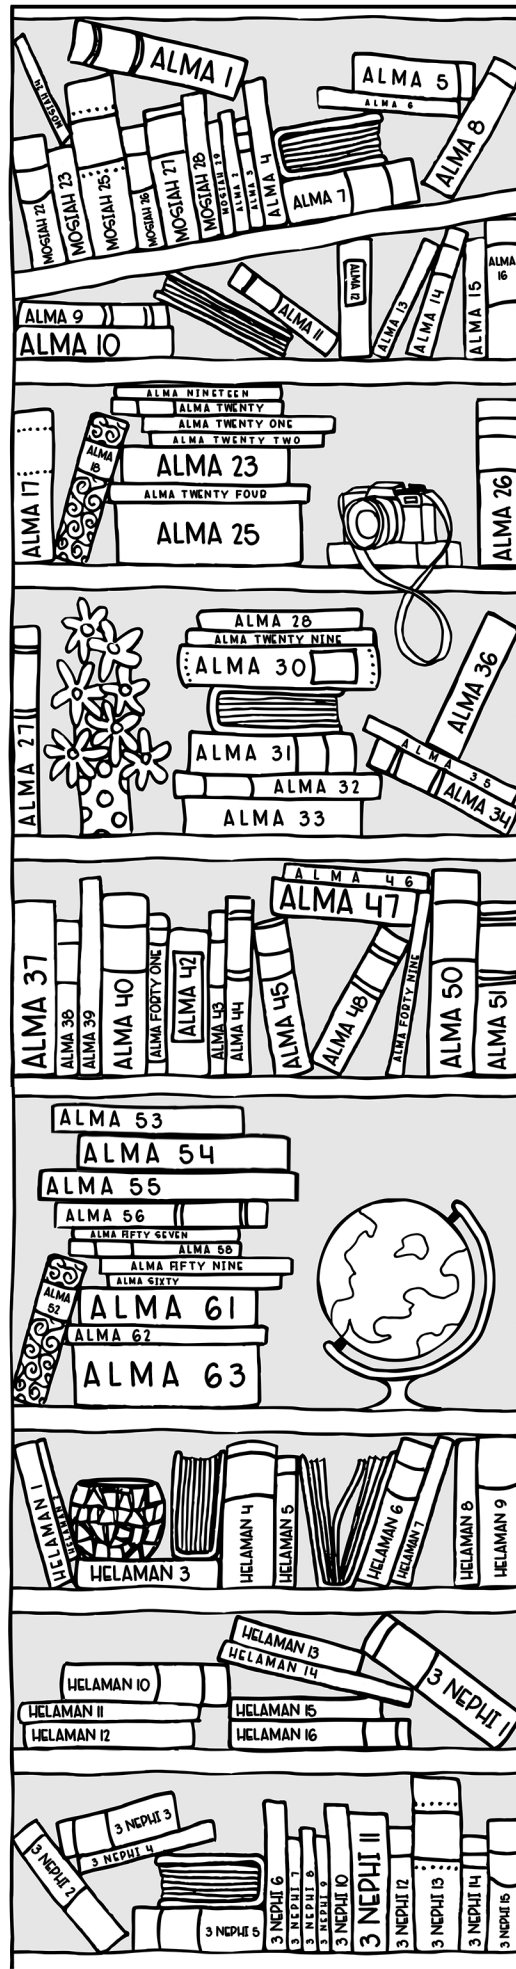 MOSIAH 24
ALMA 1
ALMA 5
ALMA 6
ALMA 8
MOSIAH 22
MOSIAH 23
MOSIAH 25
MOSIAH 26
MOSIAH 27
MOSIAH 28
MOSIAH 29
ALMA 2
ALMA 3
ALMA 4
ALMA 7
ALMA 9
ALMA 10
ALMA 11
ALMA 12
ALMA 13
ALMA 14
ALMA 15
ALMA 16
ALMA 17
ALMA 18
ALMA NINETEEN
ALMA TWENTY
ALMA TWENTY ONE
ALMA TWENTY TWO
ALMA 23
ALMA TWENTY FOUR
ALMA 25
ALMA 26
ALMA 27
ALMA 28
ALMA TWENTY NINE
ALMA 30
ALMA 31
ALMA 32
ALMA 33
ALMA 36
ALMA 35
ALMA 34
ALMA 37
ALMA 38
ALMA 39
ALMA 40
ALMA FORTY ONE
ALMA 42
ALMA 43
ALMA 44
ALMA 45
ALMA 46
ALMA 47
ALMA 48
ALMA FORTY NINE
ALMA 50
ALMA 51
ALMA 52
ALMA 53
ALMA 54
ALMA 55
ALMA 56
ALMA FIFTY SEVEN
ALMA 58
ALMA FIFTY NINE
ALMA SIXTY
ALMA 61
ALMA 62
ALMA 63
HELAMAN 1
HELAMAN 2
HELAMAN 3
HELAMAN 4
HELAMAN 5
HELAMAN 6
HELAMAN 7
HELAMAN 8
HELAMAN 9
HELAMAN 10
HELAMAN 11
HELAMAN 12
HELAMAN 13
HELAMAN 14
HELAMAN 15
HELAMAN 16
3 NEPHI 1
3 NEPHI 2
3 NEPHI 3
3 NEPHI 4
3 NEPHI 5
3 NEPHI 6
3 NEPHI 7
3 NEPHI 8
3 NEPHI 9
3 NEPHI 10
3 NEPHI 11
3 NEPHI 12
3 NEPHI 13
3 NEPHI 14
3 NEPHI 15